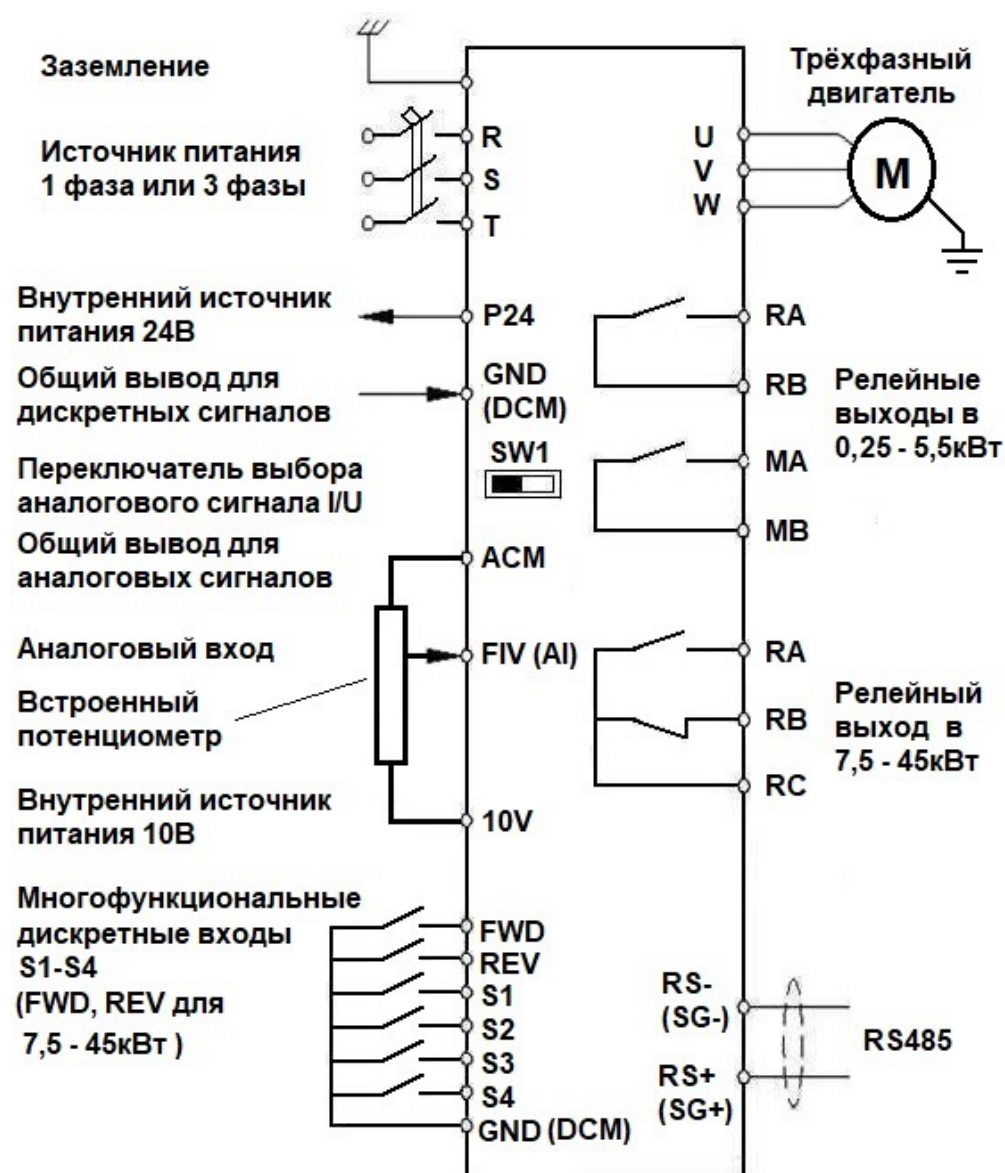 Заземление
Источник питания
1 фаза или 3 фазы
R
S
T
Трёхфазный
двигатель
U
V
W
M
Внутренний источник
питания 24В
P24
Общий вывод для
дискретных сигналов
GND
(DCM)
Переключатель выбора
аналогового сигнала I/U
SW1
Общий вывод для
аналоговых сигналов
ACM
Аналоговый вход
FIV (AI)
Встроенный
потенциометр
Внутренний источник
питания 10В
10V
RA
RB
MA
MB
Релейные
выходы в
0,25 - 5,5кВт
RA
RB
RC
Релейный
выход в
7,5 - 45кВт
Многофункциональные
дискретные входы
S1-S4
(FWD, REV для
7,5 - 45кВт )
FWD
REV
S1
S2
S3
S4
GND (DCM)
RS-
(SG-)
RS+
(SG+)
RS485